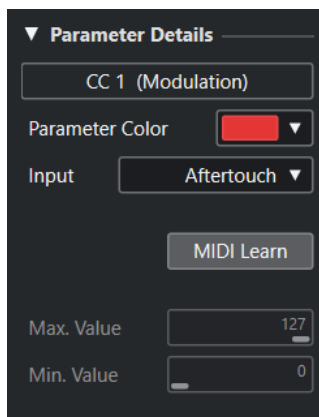 Parameter Details
CC 1 (Modulation)
Parameter Color
Input Aftertouch
MIDI Learn
Max. Value 127
Min. Value 0